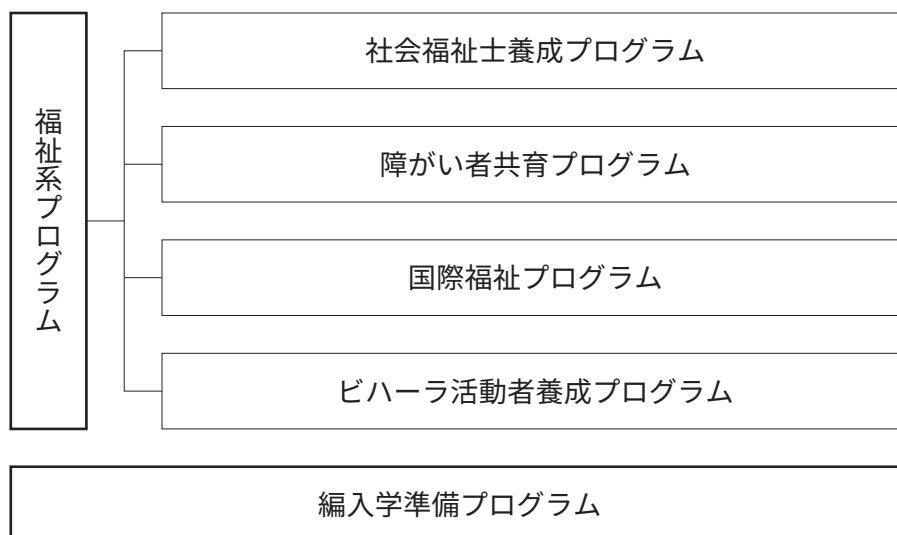 福祉系プログラム
社会福祉士養成プログラム
障がい者共育プログラム
国際福祉プログラム
ビハーラ活動者養成プログラム
編入学準備プログラム